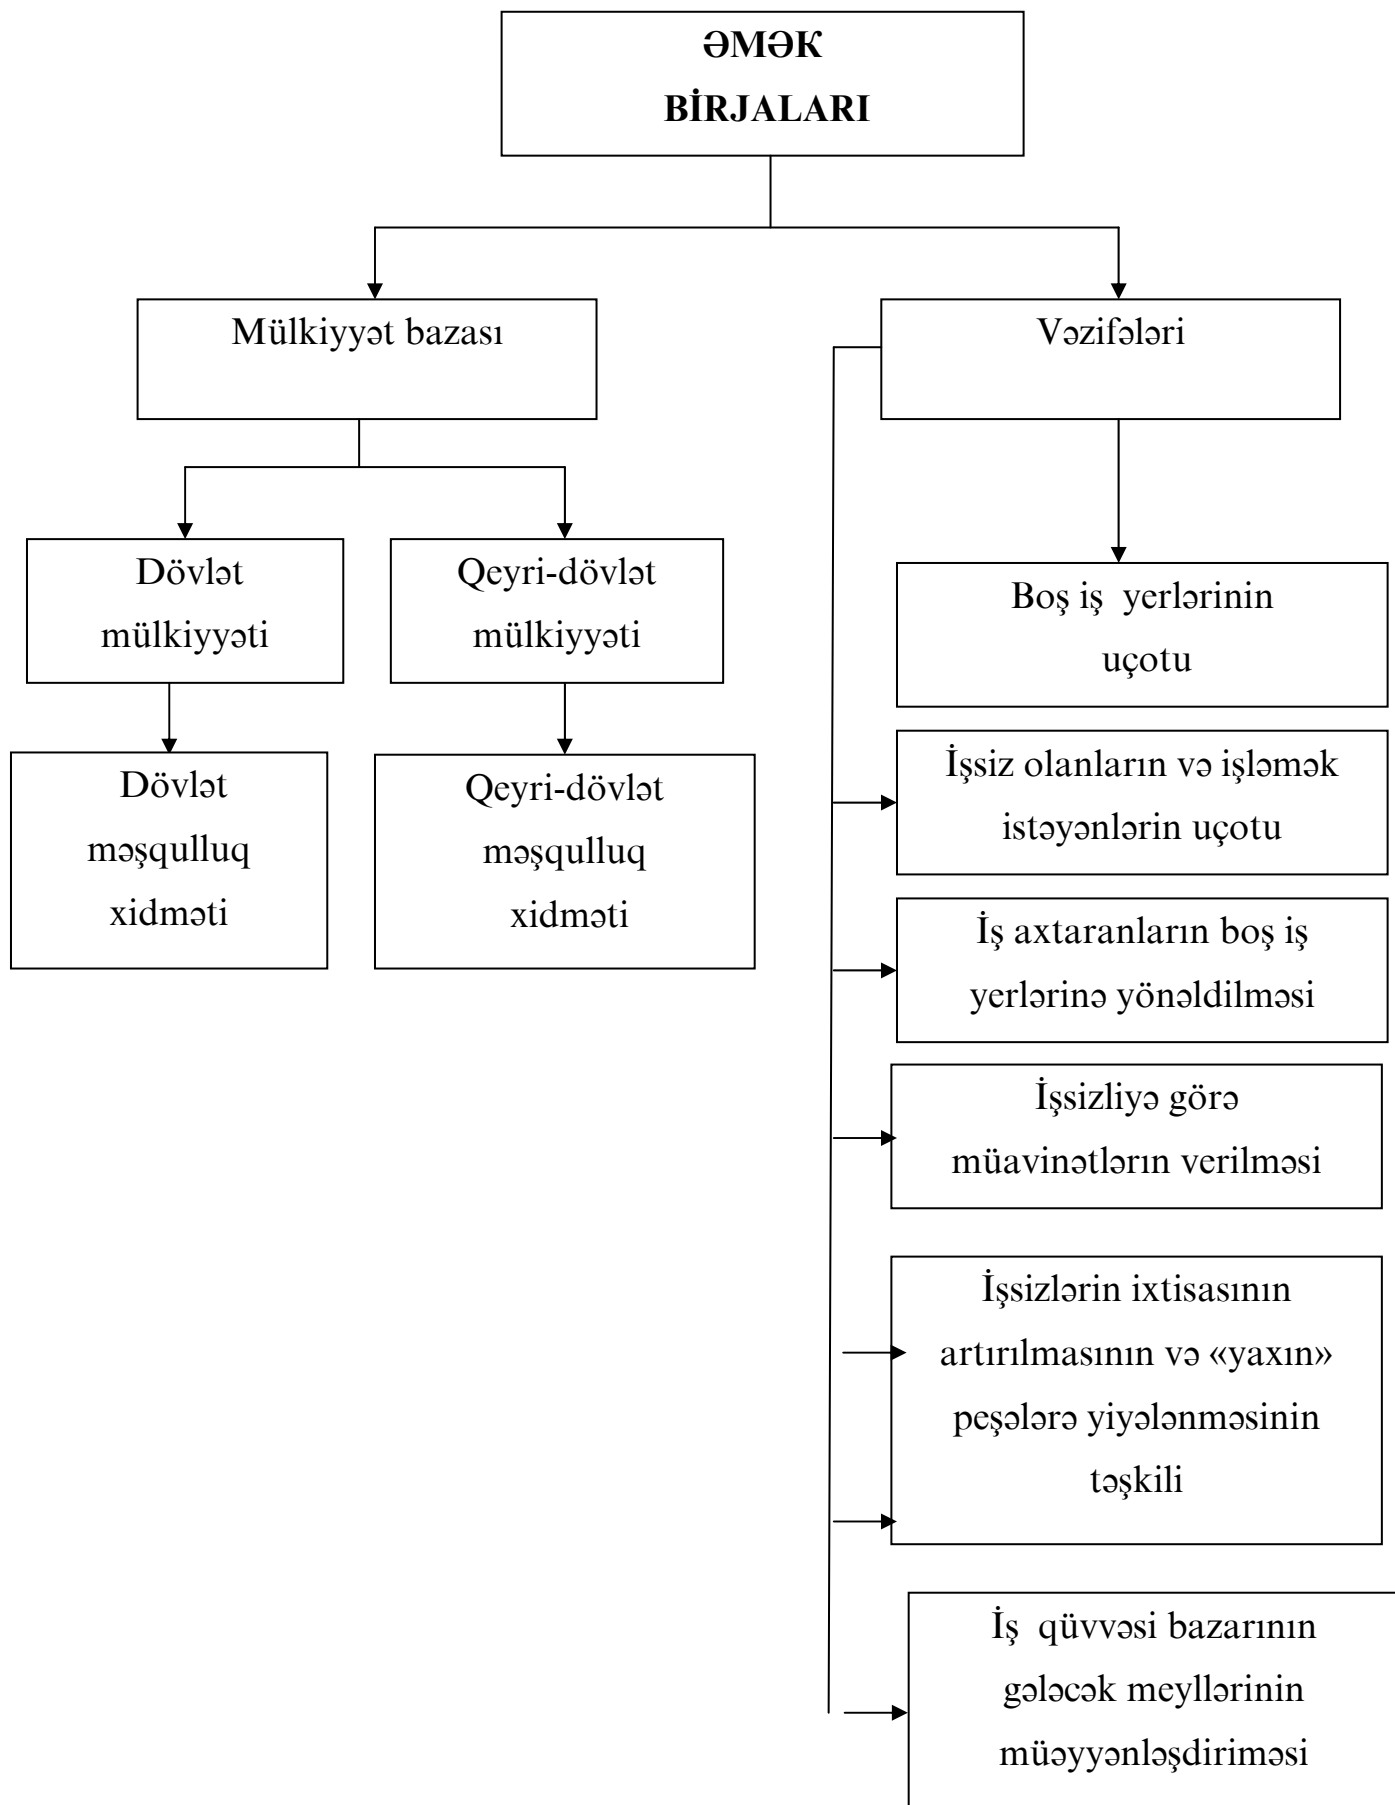 ƏMƏK
BİRJALARI
Mülkiyyət bazası
Vəzifələri
Dövlət
mülkiyyəti
Qeyri-dövlət
mülkiyyəti
Dövlət
məşqulluq
xidməti
Qeyri-dövlət
məşqulluq
xidməti
Boş iş yerlərinin
uçotu
İşsiz olanların və işləmək
istəyənlərin uçotu
İş axtaranların boş iş
yerlərinə yönəldilməsi
İşsizliyə görə
müavinətlərın verilməsi
İşsizlərin ixtisasının
artırılmasının və «yaxın»
peşələrə yiyələnməsinin
təşkili
İş qüvvəsi bazarının
gələcək meyllərinin
müəyyənləşdiriməsi